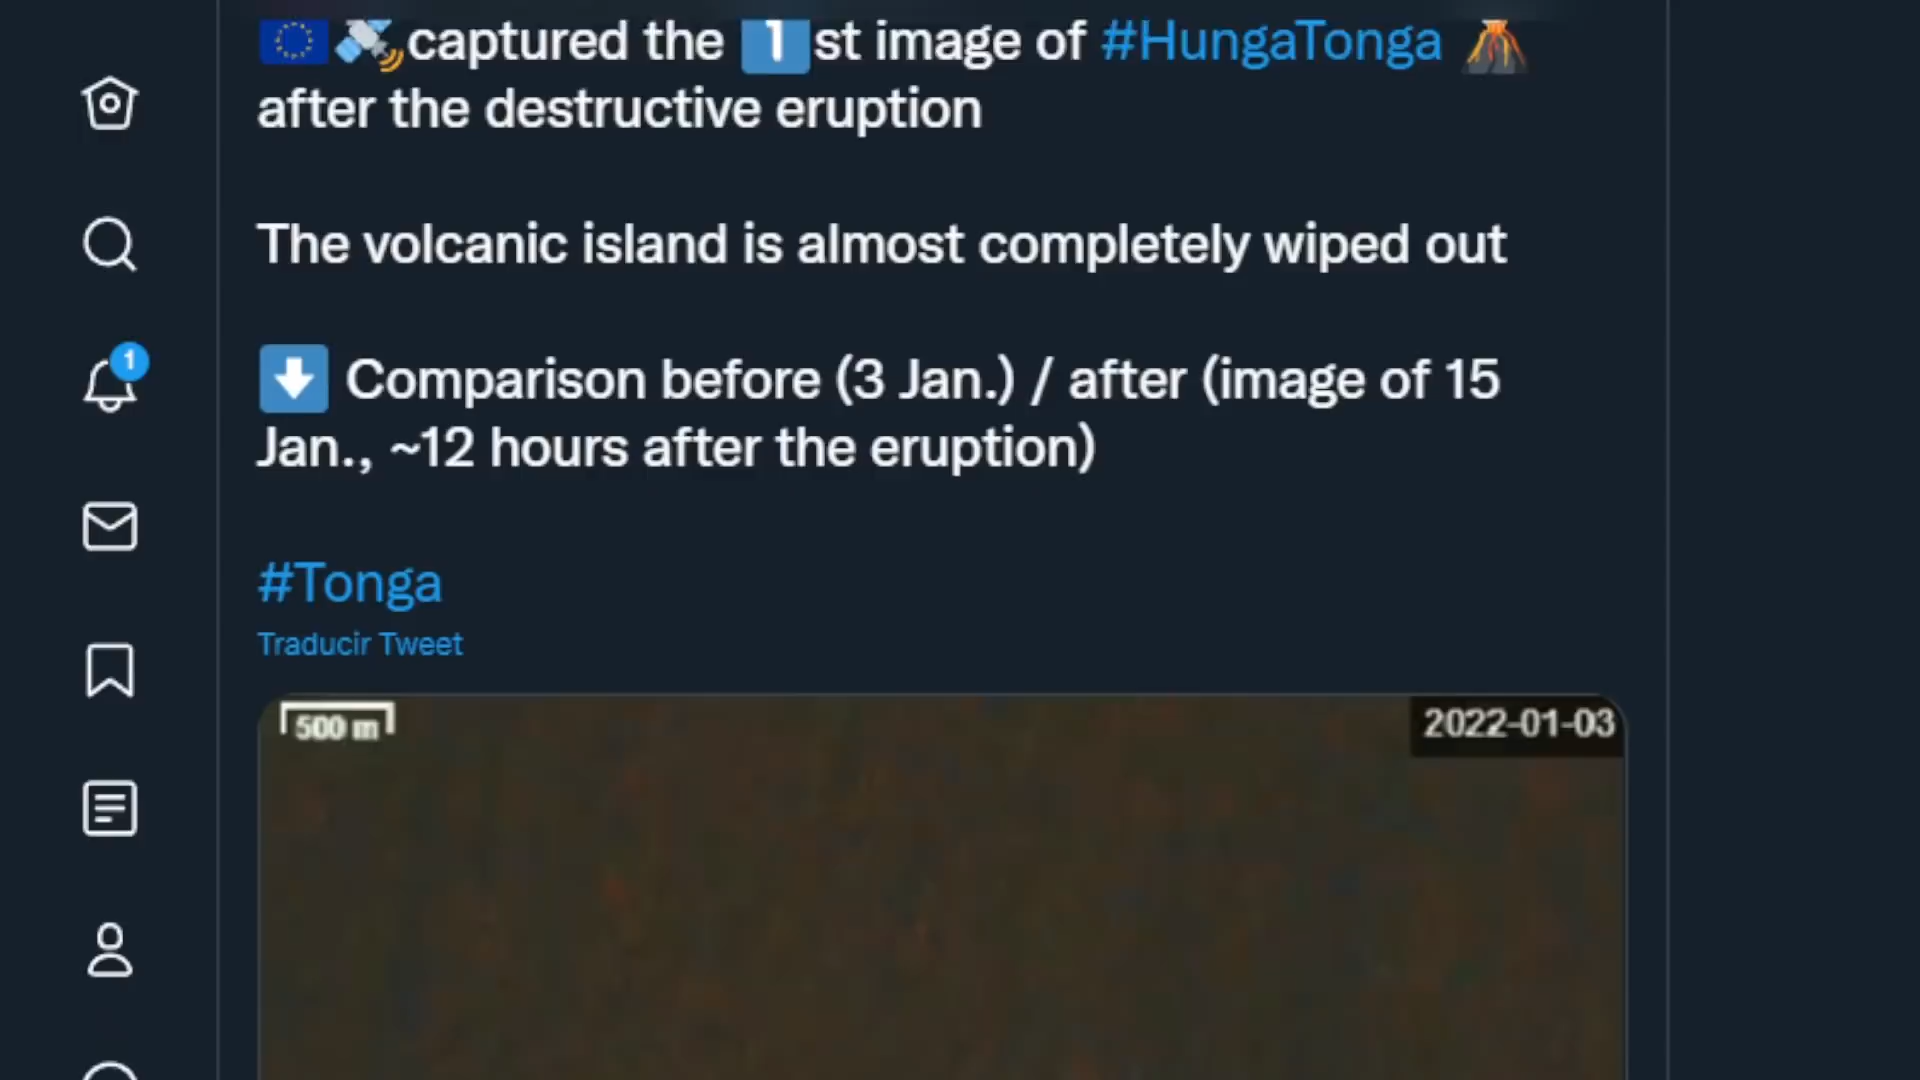 🇪🇺🛰️captured the 1️⃣st image of #HungaTonga 🌋
after the destructive eruption
The volcanic island is almost completely wiped out
⬇️ Comparison before (3 Jan.) / after (image of 15
Jan., ~12 hours after the eruption)
#Tonga
Traducir Tweet
500 m
2022-01-03
1